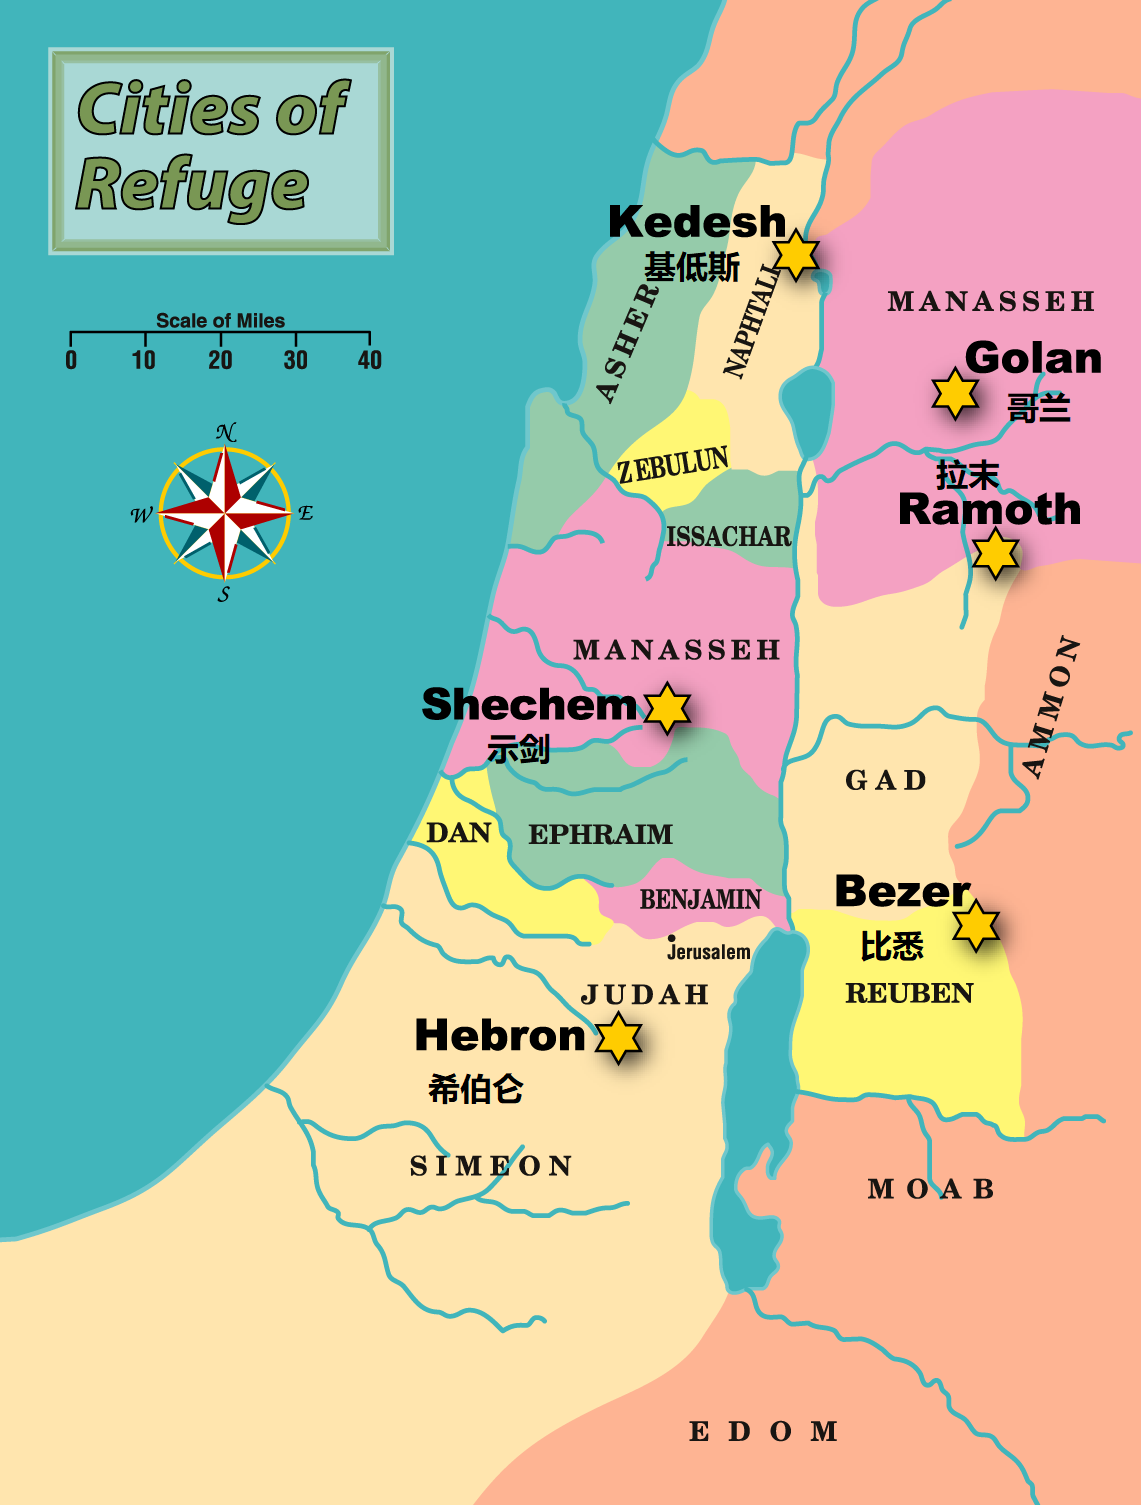 Cities of
Refuge
Scale of Miles
0 10 20 30 40
N
W
E
S
Kedesh
基低斯
ASHER
NAPHTALI
MANASSEH
Golan
哥兰
ZEBULUN
拉末
Ramoth
ISSACHAR
MANASSEH
AMMON
Shechem
示剑
GAD
DAN
EPHRAIM
Bezer
BENJAMIN
比悉
Jerusalem
JUDAH
REUBEN
Hebron
希伯仑
SIMEON
MOAB
EDOM